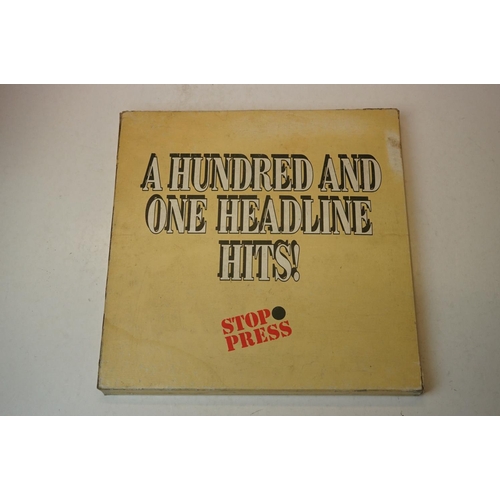 A HUNDRED AND
ONE HEADLINE
HITS!
STOP
PRESS